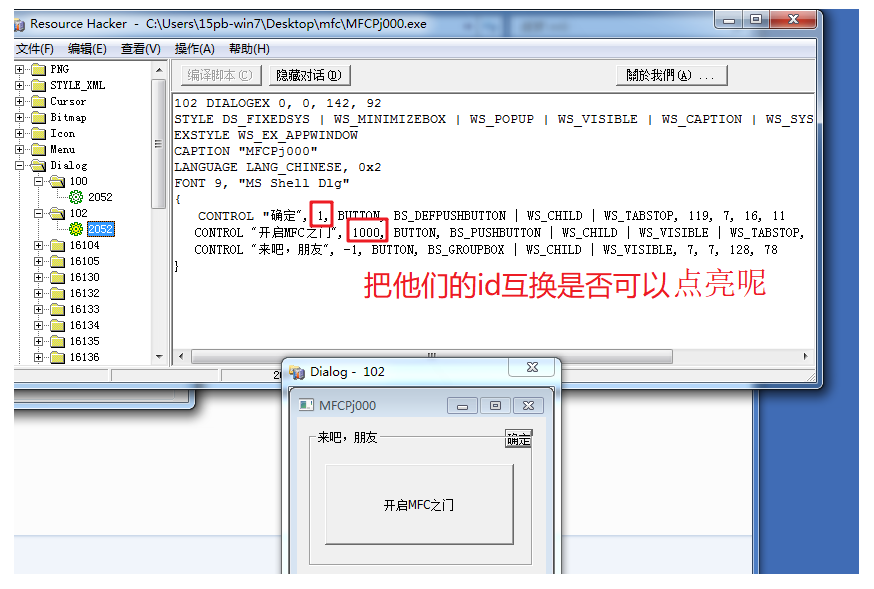 Resource Hacker - C:\Users\15pb-win7\Desktop\mfc\MFCPj000.exe
文件(F) 编辑(E) 查看(V) 操作(A) 帮助(H)
编译脚本(C) 隐藏对话(D) 關於我們(A) ...
PNG
STYLE_XML
Cursor
Bitmap
Icon
Menu
Dialog
100
2052
102
2052
16104
16105
16130
16132
16133
16134
16135
16136
102 DIALOGEX 0, 0, 142, 92
STYLE DS_FIXEDSYS | WS_MINIMIZEBOX | WS_POPUP | WS_VISIBLE | WS_CAPTION | WS_SYS
EXSTYLE WS_EX_APPWINDOW
CAPTION "MFCPj000"
LANGUAGE LANG_CHINESE, 0x2
FONT 9, "MS Shell Dlg"
{
CONTROL "确定", 1, BUTTON, BS_DEFPUSHBUTTON | WS_CHILD | WS_TABSTOP, 119, 7, 16, 11
CONTROL "开启MFC之门", 1000, BUTTON, BS_PUSHBUTTON | WS_CHILD | WS_VISIBLE | WS_TABSTOP,
CONTROL "来吧，朋友", -1, BUTTON, BS_GROUPBOX | WS_CHILD | WS_VISIBLE, 7, 7, 128, 78
}
把他们的id互换是否可以点亮呢
Dialog - 102
MFCPj000
来吧，朋友
确定
开启MFC之门